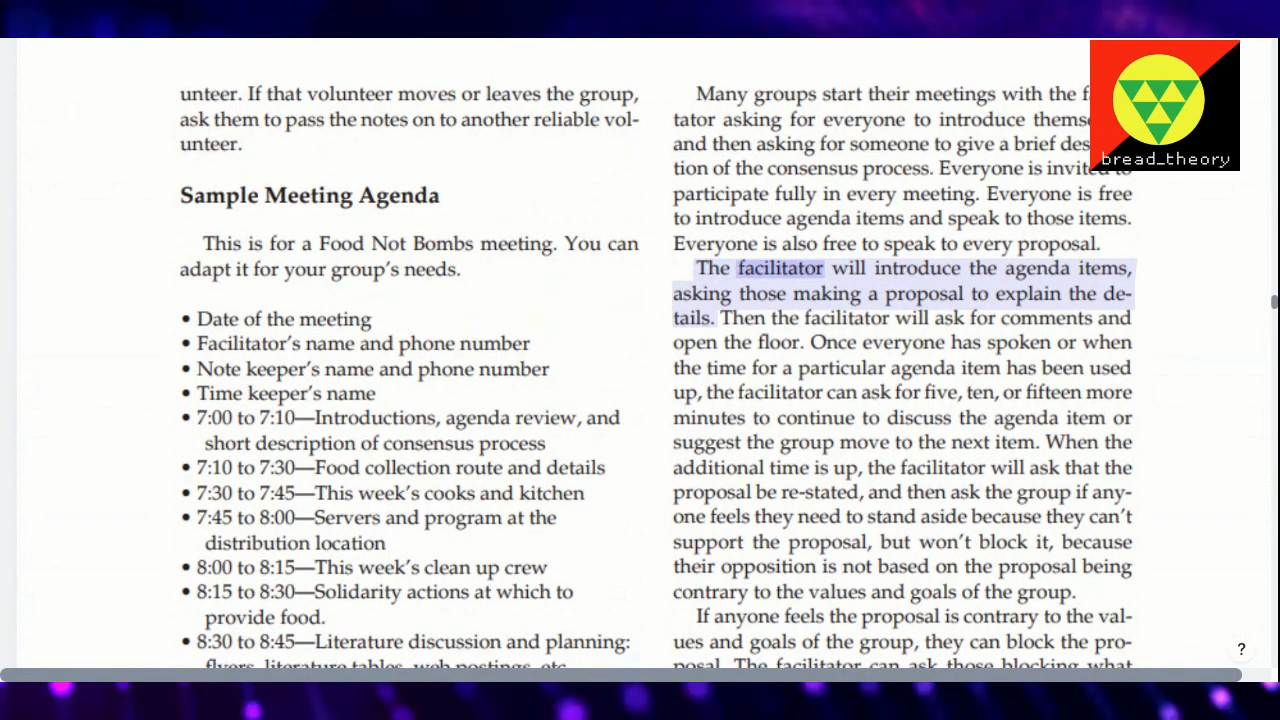 unteer. If that volunteer moves or leaves the group,
ask them to pass the notes on to another reliable vol-
unteer.
Sample Meeting Agenda
This is for a Food Not Bombs meeting. You can
adapt it for your group's needs.
• Date of the meeting
• Facilitator's name and phone number
• Note keeper's name and phone number
• Time keeper's name
• 7:00 to 7:10—Introductions, agenda review, and
short description of consensus process
• 7:10 to 7:30—Food collection route and details
• 7:30 to 7:45—This week's cooks and kitchen
• 7:45 to 8:00—Servers and program at the
distribution location
• 8:00 to 8:15—This week's clean up crew
• 8:15 to 8:30—Solidarity actions at which to
provide food.
• 8:30 to 8:45—Literature discussion and planning:
flyers, literature tables, web postings, etc
Many groups start their meetings with the
tator asking for everyone to introduce
and then asking for someone to give a brief
tion of the consensus process. Everyone is invited to
participate fully in every meeting. Everyone is free
to introduce agenda items and speak to those items.
Everyone is also free to speak to every proposal.
The facilitator will introduce the agenda items,
asking those making a proposal to explain the de-
tails. Then the facilitator will ask for comments and
open the floor. Once everyone has spoken or when
the time for a particular agenda item has been used
up, the facilitator can ask for five, ten, or fifteen more
minutes to continue to discuss the agenda item or
suggest the group move to the next item. When the
additional time is up, the facilitator will ask that the
proposal be re-stated, and then ask the group if any-
one feels they need to stand aside because they can't
support the proposal, but won't block it, because
their opposition is not based on the proposal being
contrary to the values and goals of the group.
If anyone feels the proposal is contrary to the val-
ues and goals of the group, they can block the pro-
posal. The facilitator can ask those blocking what
bread_theory
?